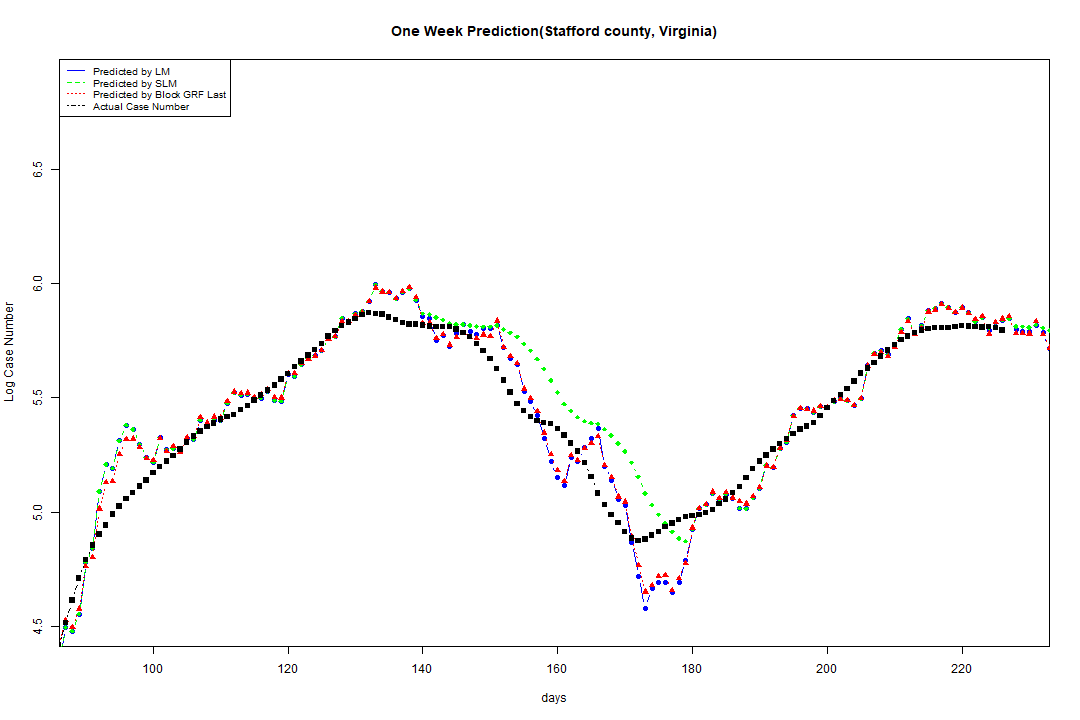 One Week Prediction(Stafford county, Virginia)
Predicted by LM
Predicted by SLM
Predicted by Block GRF Last
Actual Case Number
6.5
6.0
5.5
5.0
4.5
Log Case Number
100 120 140 160 180 200 220
days